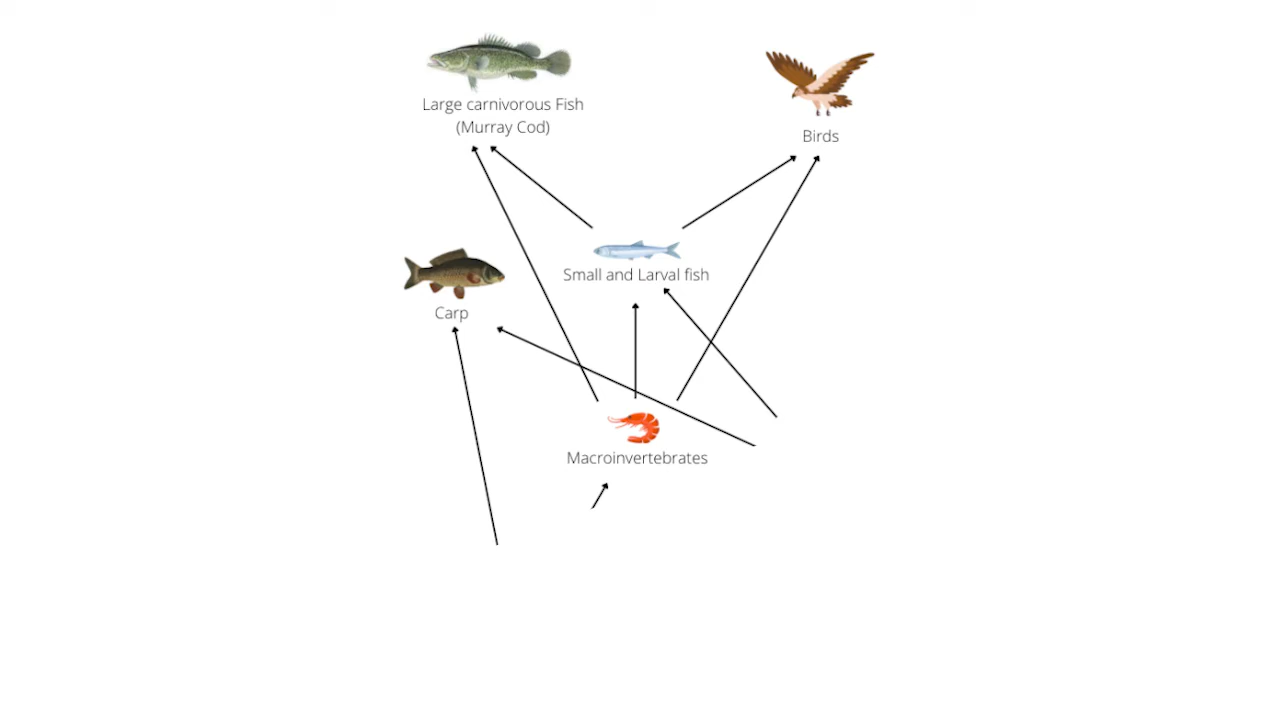 Large carnivorous Fish
(Murray Cod)
Birds
Small and Larval fish
Carp
Macroinvertebrates